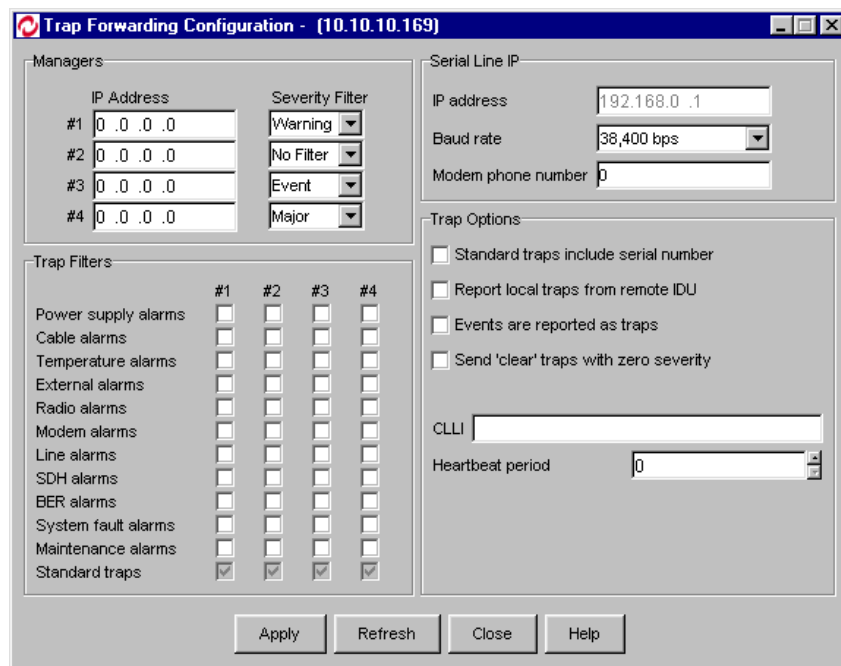 Trap Forwarding Configuration - (10.10.10.169)
Managers
IP Address Severity Filter
#1 0 .0 .0 .0 Warning
#2 0 .0 .0 .0 No Filter
#3 0 .0 .0 .0 Event
#4 0 .0 .0 .0 Major
Trap Filters
#1 #2 #3 #4
Power supply alarms
Cable alarms
Temperature alarms
External alarms
Radio alarms
Modem alarms
Line alarms
SDH alarms
BER alarms
System fault alarms
Maintenance alarms
Standard traps
Serial Line IP
IP address 192.168.0 .1
Baud rate 38,400 bps
Modem phone number 0
Trap Options
Standard traps include serial number
Report local traps from remote IDU
Events are reported as traps
Send 'clear' traps with zero severity
CLLI
Heartbeat period 0
Apply Refresh Close Help